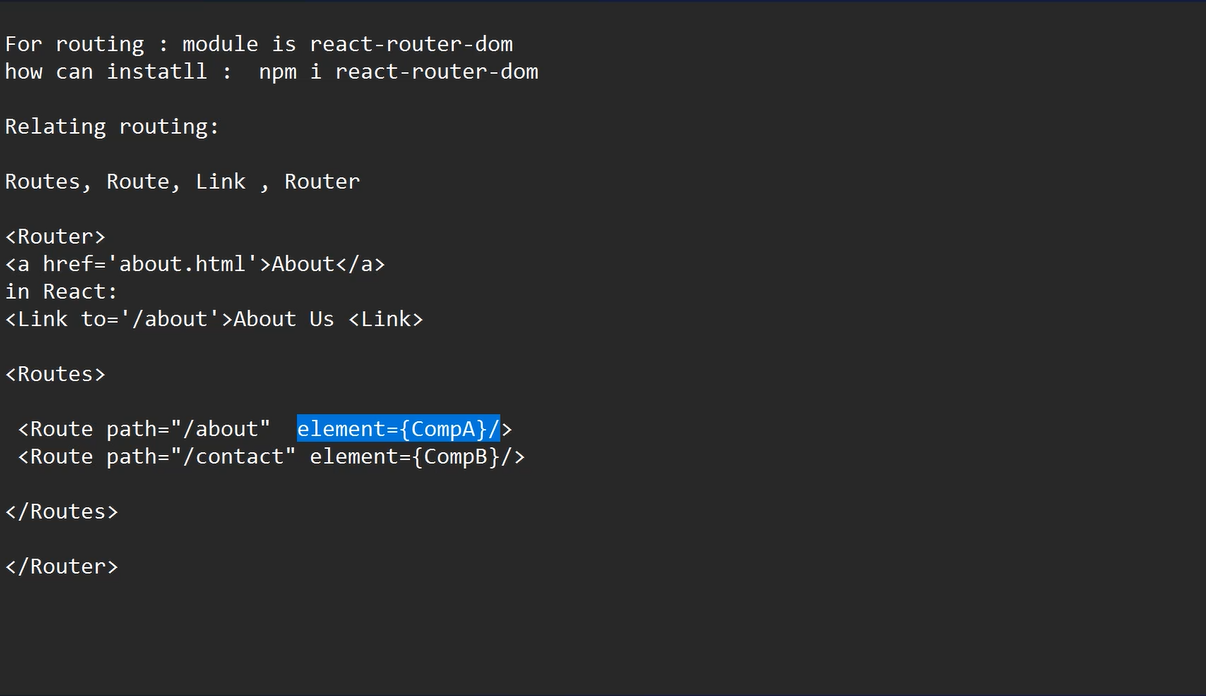 For routing : module is react-router-dom
how can instatll :  npm i react-router-dom
Relating routing:
Routes, Route, Link , Router
<Router>
<a href='about.html'>About</a>
in React:
<Link to='/about'>About Us <Link>
<Routes>
<Route path="/about"  element={CompA}/>
<Route path="/contact" element={CompB}/>
</Routes>
</Router>